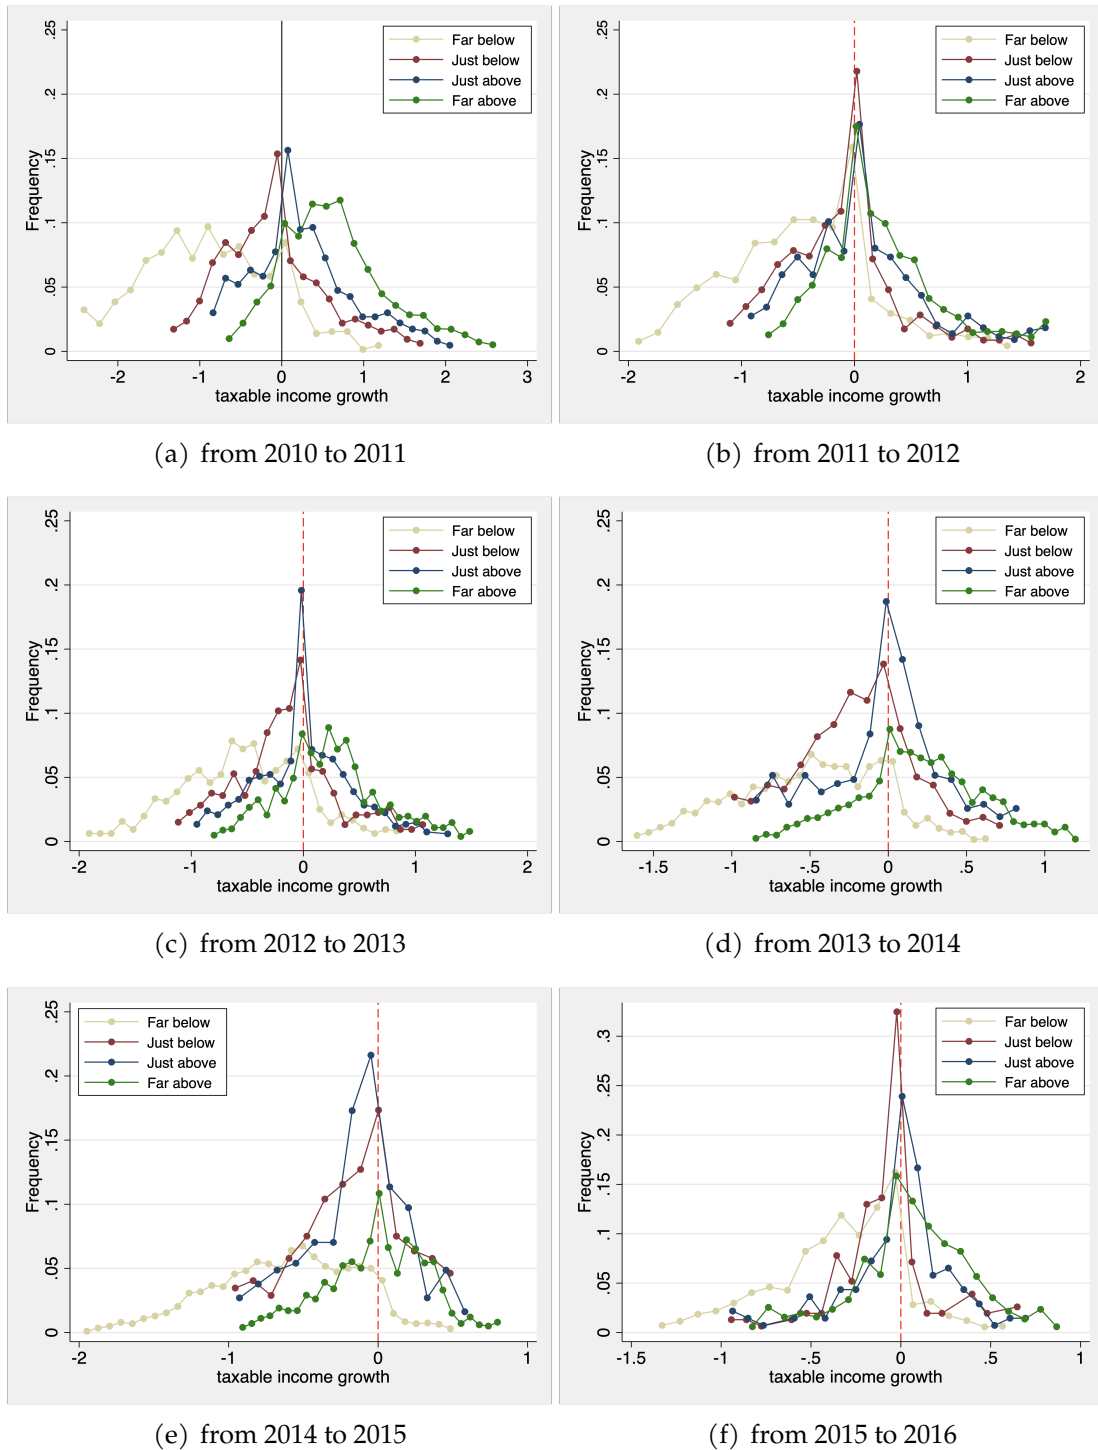 .25
.2
.15
.1
.05
0
Frequency
-2
-1
0
1
2
3
taxable income growth
Far below
Just below
Just above
Far above
(a) from 2010 to 2011
.25
.2
.15
.1
.05
0
Frequency
-2
-1
0
1
2
taxable income growth
Far below
Just below
Just above
Far above
(b) from 2011 to 2012
.25
.2
.15
.1
.05
0
Frequency
-2
-1
0
1
2
taxable income growth
Far below
Just below
Just above
Far above
(c) from 2012 to 2013
.25
.2
.15
.1
.05
0
Frequency
-1.5
-1
-.5
0
.5
1
taxable income growth
Far below
Just below
Just above
Far above
(d) from 2013 to 2014
.25
.2
.15
.1
.05
0
Frequency
-2
-1
0
1
taxable income growth
Far below
Just below
Just above
Far above
(e) from 2014 to 2015
.3
.25
.2
.15
.1
.05
0
Frequency
-1.5
-1
-.5
0
.5
1
taxable income growth
Far below
Just below
Just above
Far above
(f) from 2015 to 2016